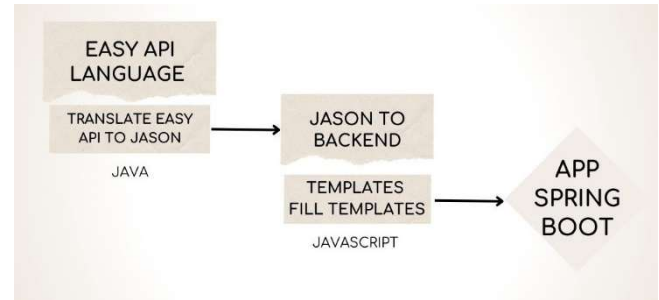 EASY API
LANGUAGE
TRANSLATE EASY
API TO JASON
JAVA
JASON TO
BACKEND
TEMPLATES
FILL TEMPLATES
JAVASCRIPT
APP
SPRING
BOOT